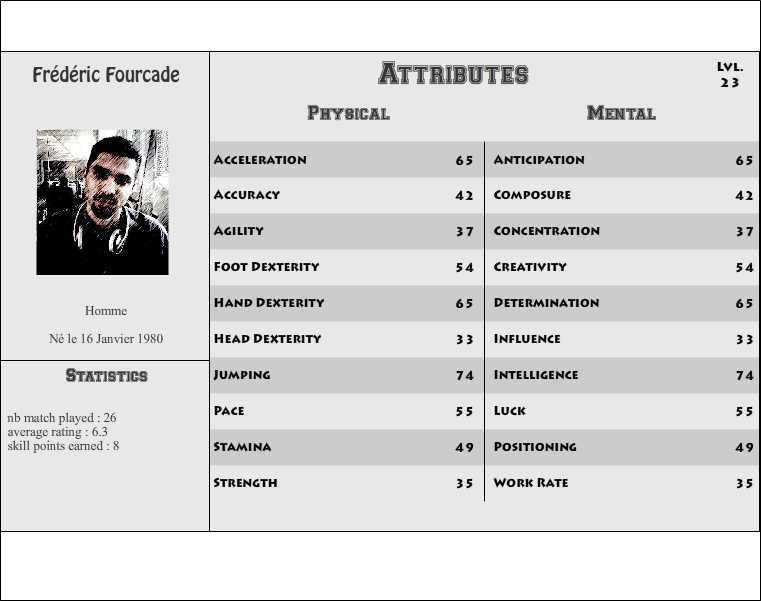 Frédéric Fourcade
Homme
Né le 16 Janvier 1980
Statistics
nb match played : 26
average rating : 6.3
skill points earned : 8
Attributes
Lvl.
23
Physical
Acceleration 65
Accuracy 42
Agility 37
Foot Dexterity 54
Hand Dexterity 65
Head Dexterity 33
Jumping 74
Pace 55
Stamina 49
Strength 35
Mental
Anticipation 65
Composure 42
Concentration 37
Creativity 54
Determination 65
Influence 33
Intelligence 74
Luck 55
Positioning 49
Work Rate 35